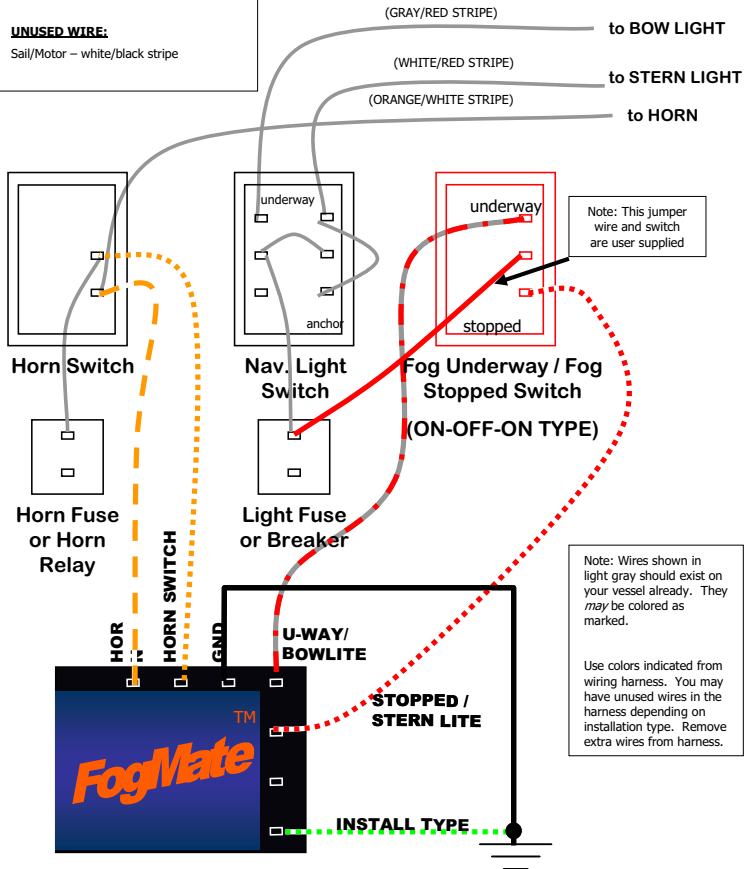 UNUSED WIRE:
Sail/Motor – white/black stripe
(GRAY/RED STRIPE)
to BOW LIGHT
(WHITE/RED STRIPE)
to STERN LIGHT
(ORANGE/WHITE STRIPE)
to HORN
underway
anchor
underway
stopped
Note: This jumper
wire and switch
are user supplied
Horn Switch
Nav. Light
Switch
Fog Underway / Fog
Stopped Switch
(ON-OFF-ON TYPE)
Horn Fuse
or Horn
Relay
Light Fuse
or Breaker
Note: Wires shown in
light gray should exist on
your vessel already. They
may be colored as
marked.
Use colors indicated from
wiring harness. You may
have unused wires in the
harness depending on
installation type. Remove
extra wires from harness.
HOR
N
HORN SWITCH
GND
U-WAY/
BOWLITE
STOPPED /
STERN LITE
INSTALL TYPE
TM
FogMate